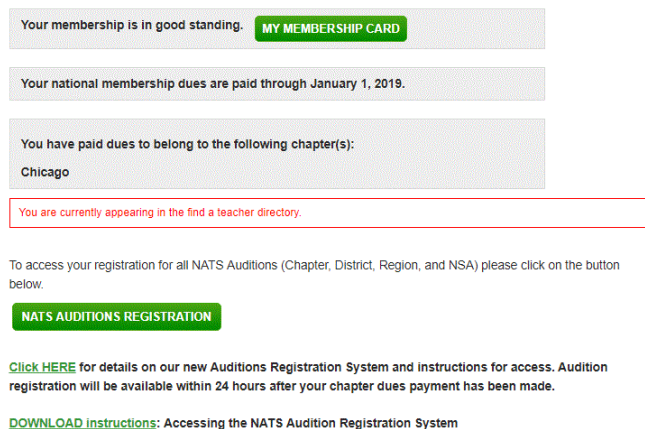 Your membership is in good standing. MY MEMBERSHIP CARD
Your national membership dues are paid through January 1, 2019.
You have paid dues to belong to the following chapter(s):
Chicago
You are currently appearing in the find a teacher directory.
To access your registration for all NATS Auditions (Chapter, District, Region, and NSA) please click on the button
below.
NATS AUDITIONS REGISTRATION
Click HERE for details on our new Auditions Registration System and instructions for access. Audition
registration will be available within 24 hours after your chapter dues payment has been made.
DOWNLOAD instructions: Accessing the NATS Audition Registration System